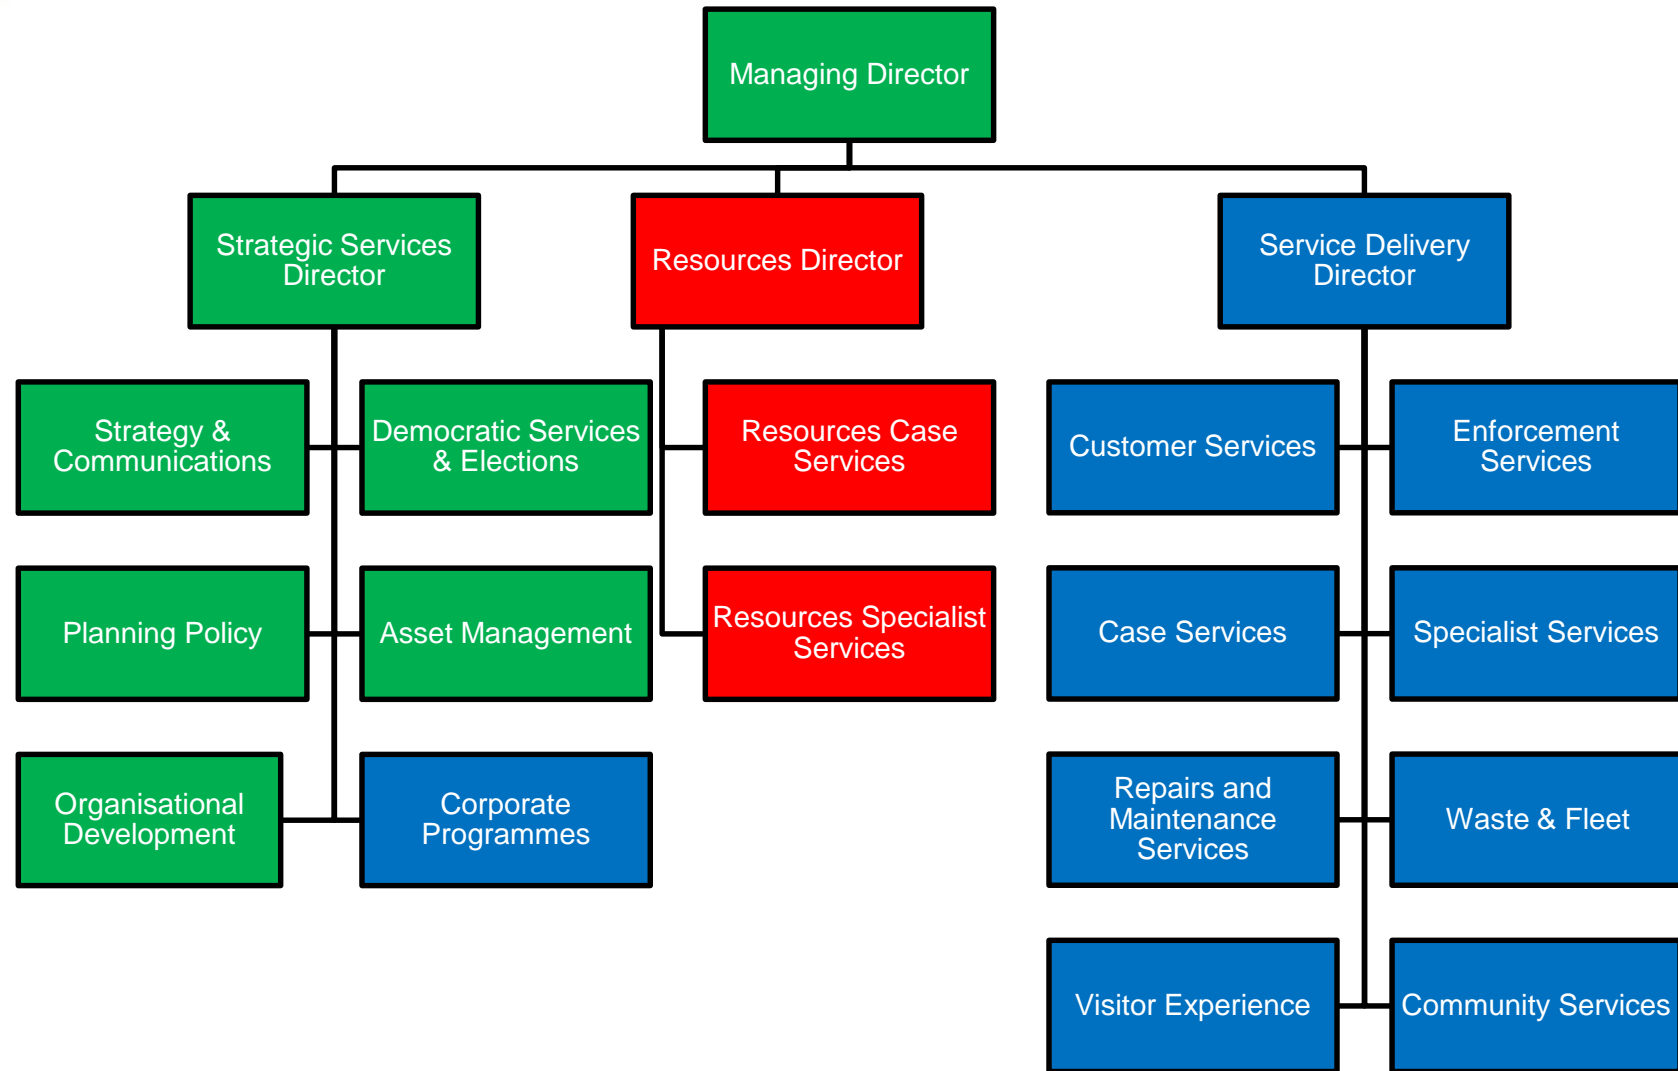 Managing Director
Strategic Services
Director
Resources Director
Service Delivery
Director
Strategy &
Communications
Democratic Services
& Elections
Resources Case
Services
Customer Services
Enforcement
Services
Planning Policy
Asset Management
Resources Specialist
Services
Case Services
Specialist Services
Organisational
Development
Corporate
Programmes
Repairs and
Maintenance
Services
Waste & Fleet
Visitor Experience
Community Services